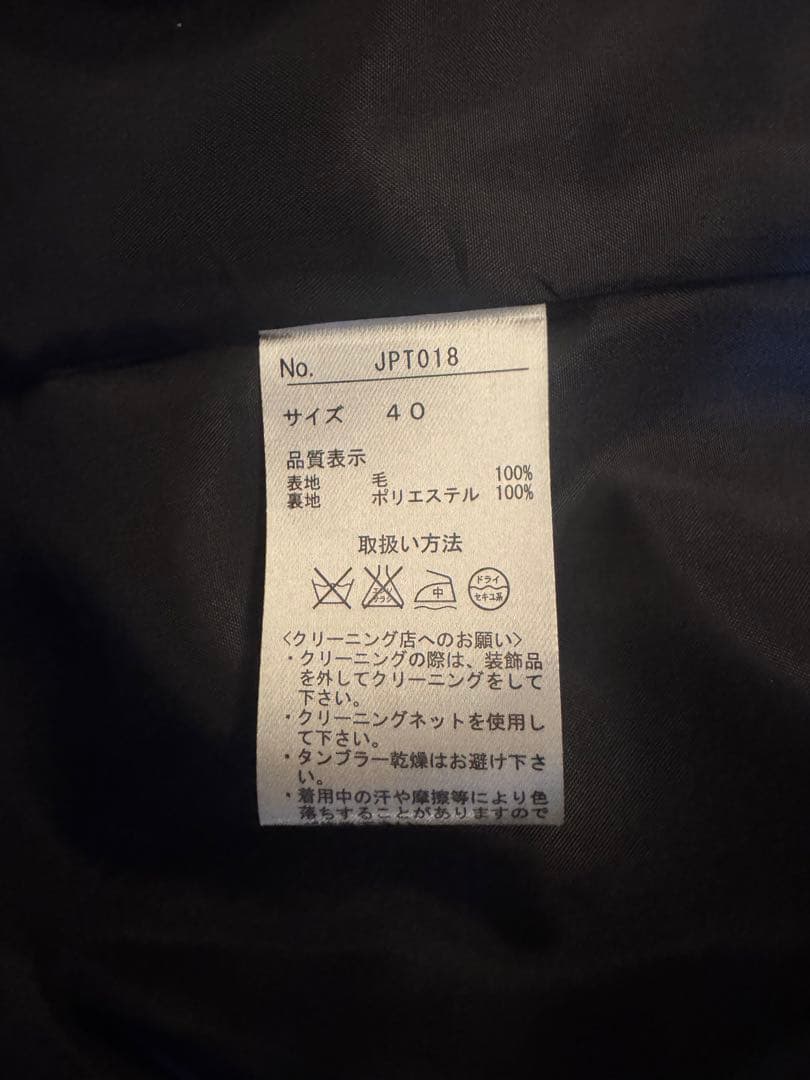 No. JPT018
サイズ 40
品質表示
表地 毛 100%
裏地 ポリエステル 100%
取扱い方法
エンソ
サラシ
中
ドライ
セキユ系
<クリーニング店へのお願い>
・クリーニングの際は、装飾品
を外してクリーニングをして
下さい。
・クリーニングネットを使用し
て下さい。
・タンブラー乾燥はお避け下さ
い。
・着用中の汗や摩擦等により色
落ちすることがありますので